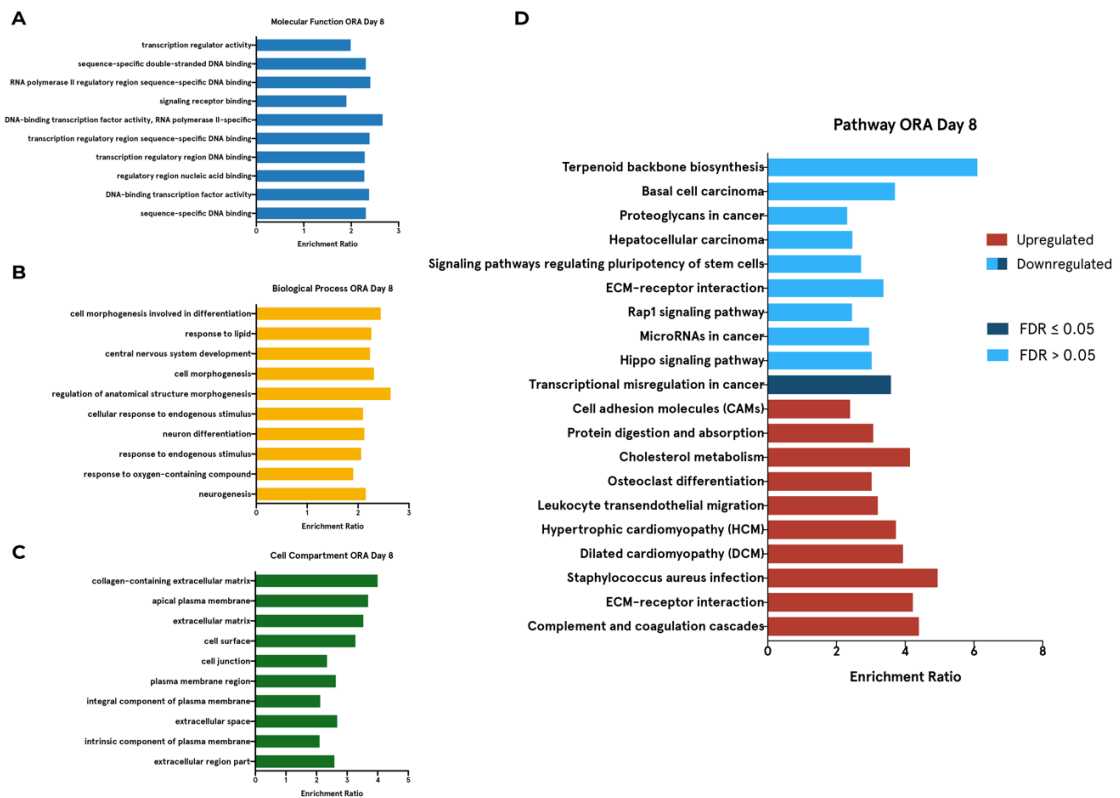 A
Molecular Function ORA Day 8
transcription regulator activity
sequence-specific double-stranded DNA binding
RNA polymerase II regulatory region sequence-specific DNA binding
signaling receptor binding
DNA-binding transcription factor activity, RNA polymerase II-specific
transcription regulatory region sequence-specific DNA binding
transcription regulatory region DNA binding
regulatory region nucleic acid binding
DNA-binding transcription factor activity
sequence-specific DNA binding
0 1 2 3
Enrichment Ratio
B
Biological Process ORA Day 8
cell morphogenesis involved in differentiation
response to lipid
central nervous system development
cell morphogenesis
regulation of anatomical structure morphogenesis
cellular response to endogenous stimulus
neuron differentiation
response to endogenous stimulus
response to oxygen-containing compound
neurogenesis
0 1 2 3
Enrichment Ratio
C
Cell Compartment ORA Day 8
collagen-containing extracellular matrix
apical plasma membrane
extracellular matrix
cell surface
cell junction
plasma membrane region
integral component of plasma membrane
extracellular space
intrinsic component of plasma membrane
extracellular region part
0 1 2 3 4 5
Enrichment Ratio
D
Pathway ORA Day 8
Terpenoid backbone biosynthesis
Basal cell carcinoma
Proteoglycans in cancer
Hepatocellular carcinoma
Signaling pathways regulating pluripotency of stem cells
ECM-receptor interaction
Rap1 signaling pathway
MicroRNAs in cancer
Hippo signaling pathway
Transcriptional misregulation in cancer
Cell adhesion molecules (CAMs)
Protein digestion and absorption
Cholesterol metabolism
Osteoclast differentiation
Leukocyte transendothelial migration
Hypertrophic cardiomyopathy (HCM)
Dilated cardiomyopathy (DCM)
Staphylococcus aureus infection
ECM-receptor interaction
Complement and coagulation cascades
0 2 4 6 8
Enrichment Ratio
Upregulated
Downregulated
FDR ≤ 0.05
FDR > 0.05